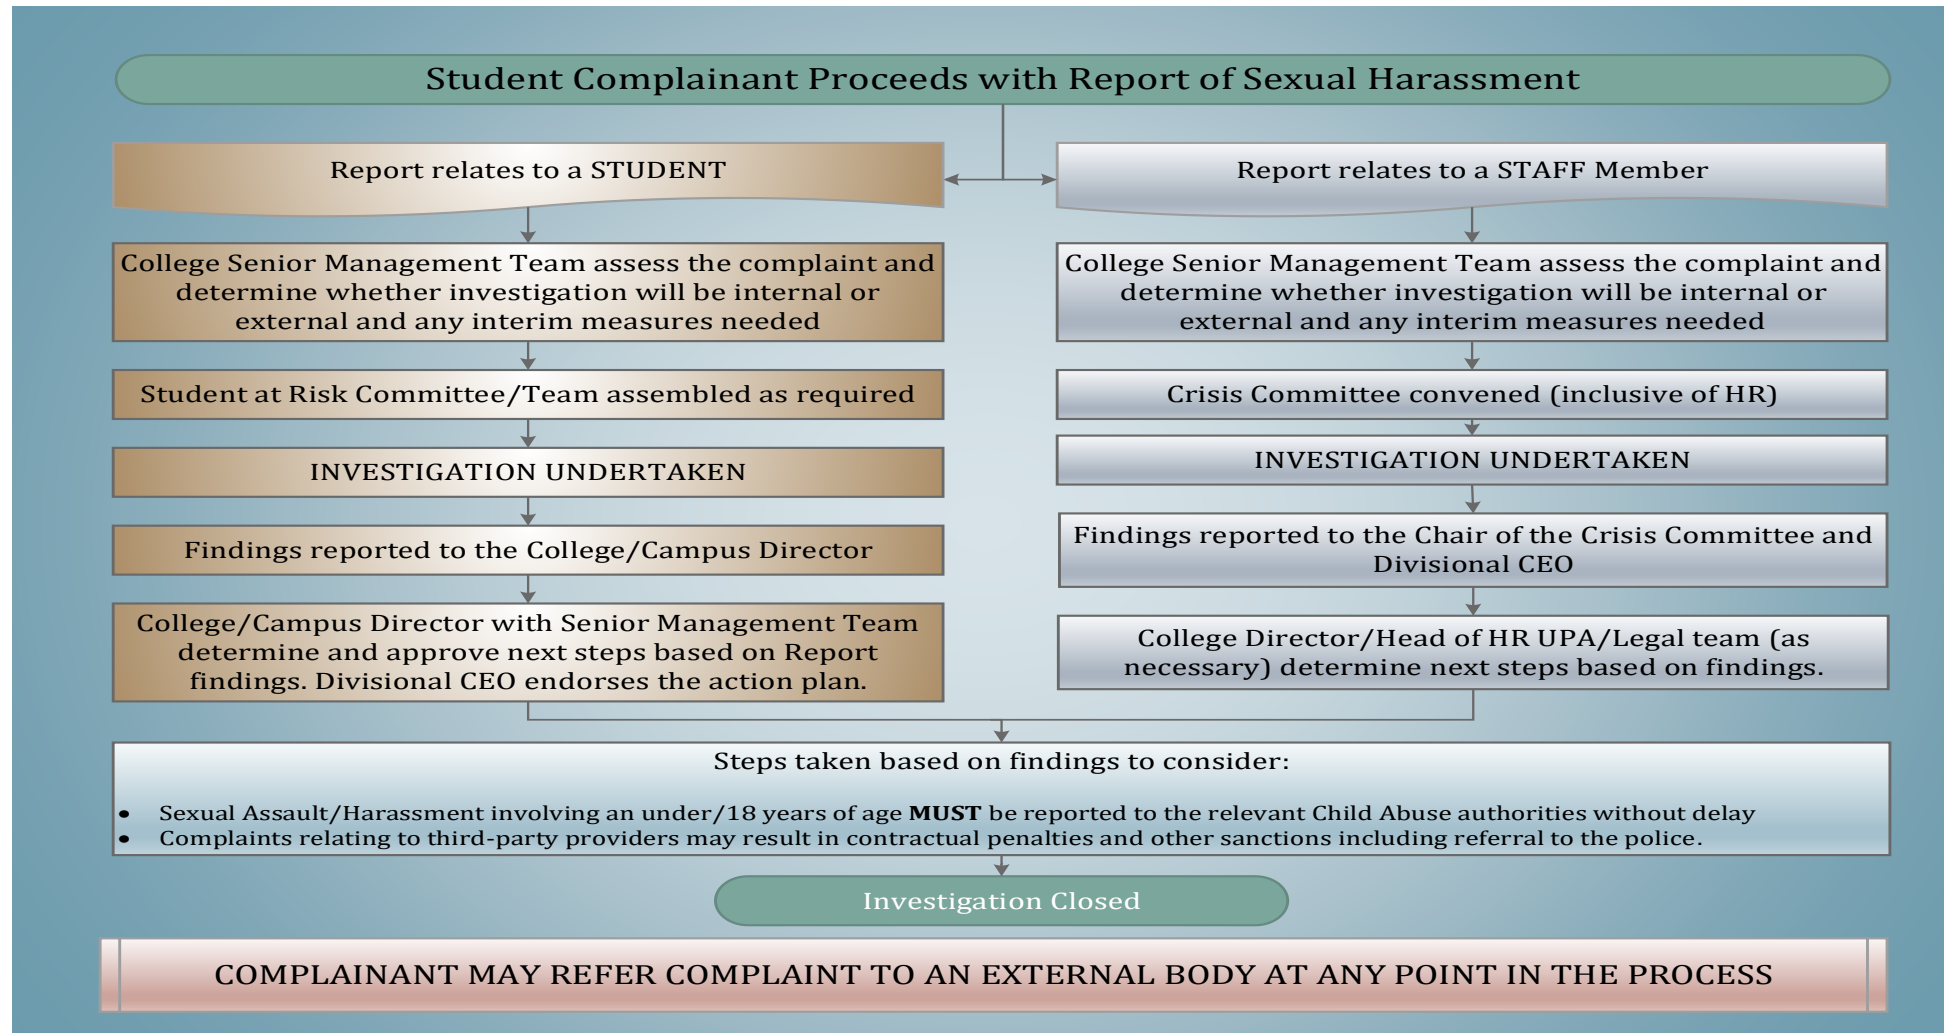 Student Complainant Proceeds with Report of Sexual Harassment
Report relates to a STUDENT
College Senior Management Team assess the complaint and
determine whether investigation will be internal or
external and any interim measures needed
Student at Risk Committee/Team assembled as required
INVESTIGATION UNDERTAKEN
Findings reported to the College/Campus Director
College/Campus Director with Senior Management Team
determine and approve next steps based on Report
findings. Divisional CEO endorses the action plan.
Report relates to a STAFF Member
College Senior Management Team assess the complaint and
determine whether investigation will be internal or
external and any interim measures needed
Crisis Committee convened (inclusive of HR)
INVESTIGATION UNDERTAKEN
Findings reported to the Chair of the Crisis Committee and
Divisional CEO
College Director/Head of HR UPA/Legal team (as
necessary) determine next steps based on findings.
Steps taken based on findings to consider:
• Sexual Assault/Harassment involving an under/18 years of age MUST be reported to the relevant Child Abuse authorities without delay
• Complaints relating to third-party providers may result in contractual penalties and other sanctions including referral to the police.
Investigation Closed
COMPLAINANT MAY REFER COMPLAINT TO AN EXTERNAL BODY AT ANY POINT IN THE PROCESS